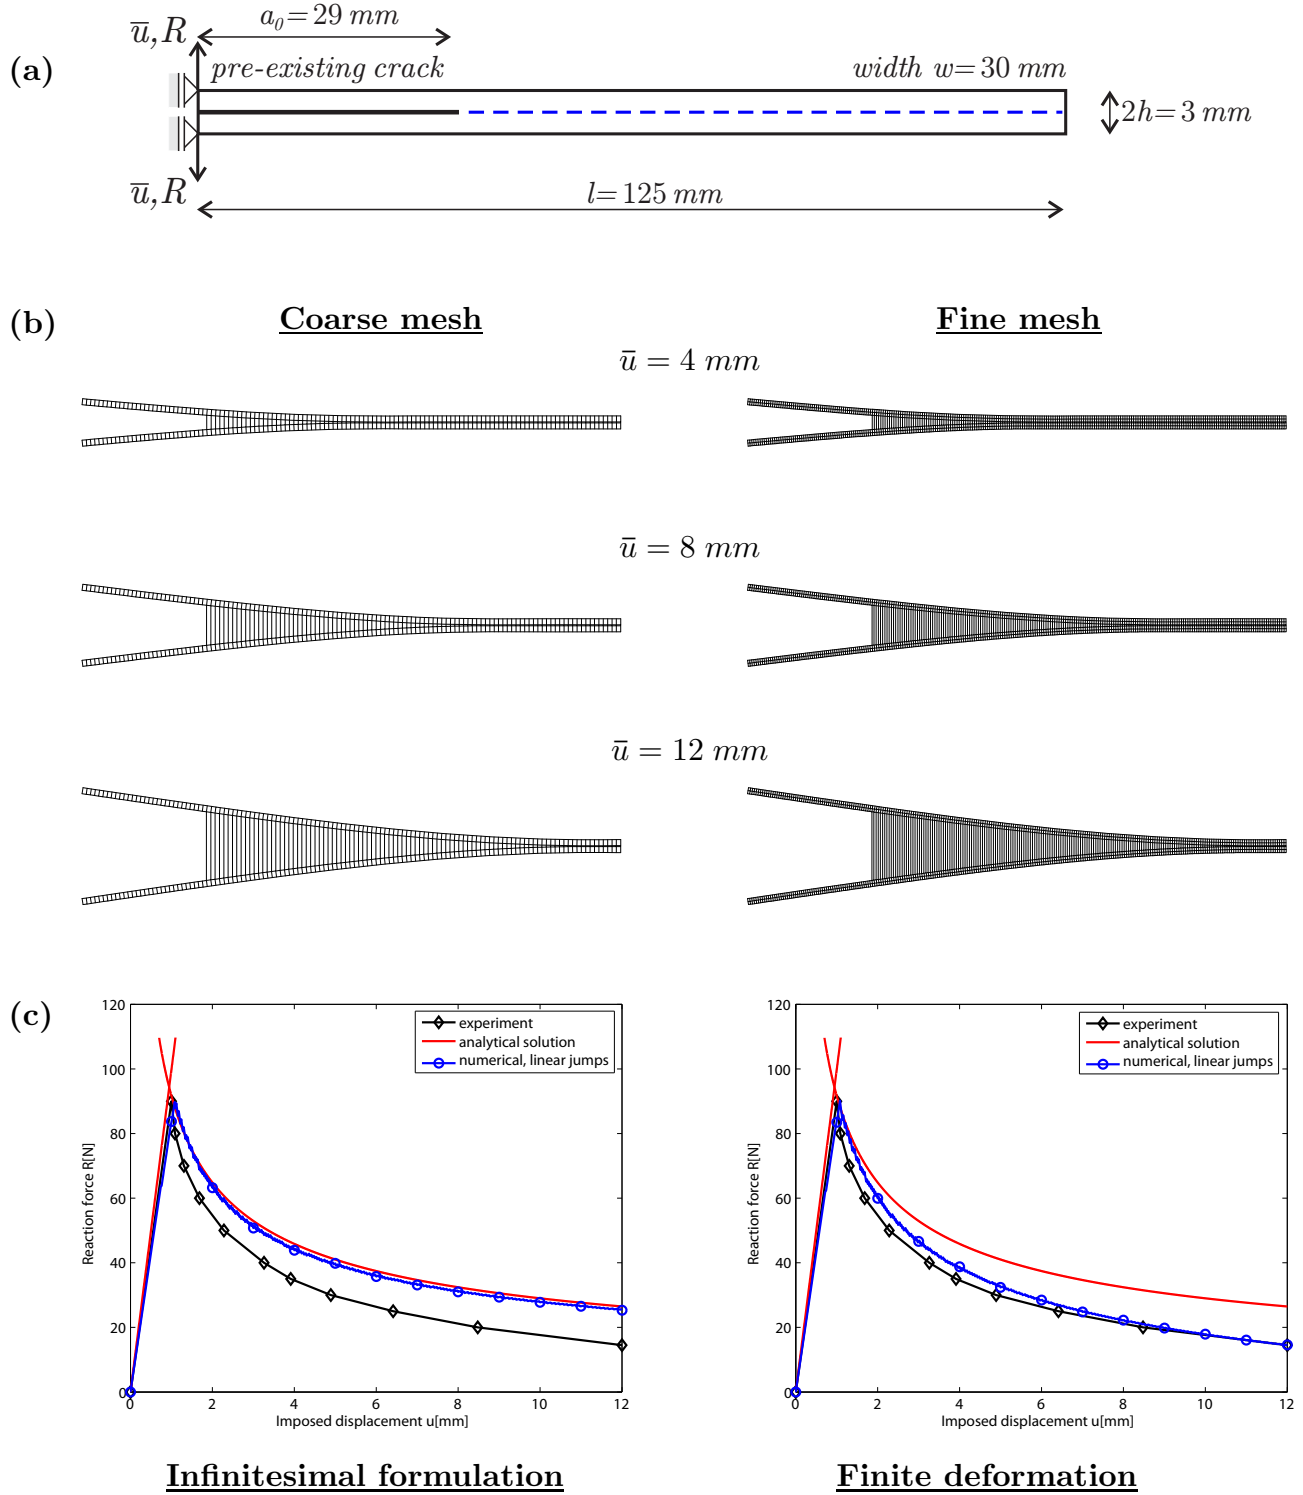 (a)
ū,R
a₀=29 mm
pre-existing crack
width w=30 mm
2h=3 mm
ū,R
l=125 mm
(b)
Coarse mesh
Fine mesh
ū = 4 mm
ū = 8 mm
ū = 12 mm
(c)
120
100
80
60
40
20
0
Reaction force R[N]
experiment
analytical solution
numerical, linear jumps
0 2 4 6 8 10 12
Imposed displacement u[mm]
Infinitesimal formulation
120
100
80
60
40
20
0
Reaction force R[N]
experiment
analytical solution
numerical, linear jumps
0 2 4 6 8 10 12
Imposed displacement u[mm]
Finite deformation